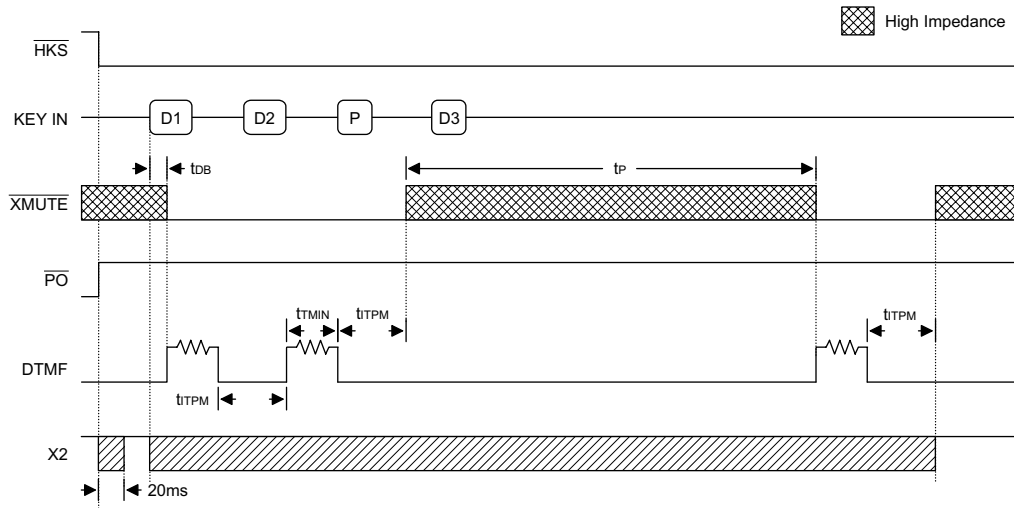 High Impedance
HKS
KEY IN D1 D2 P D3
tDB tP
XMUTE
PO
tTMIN tITPM tITPM
DTMF
tITPM
X2
20ms